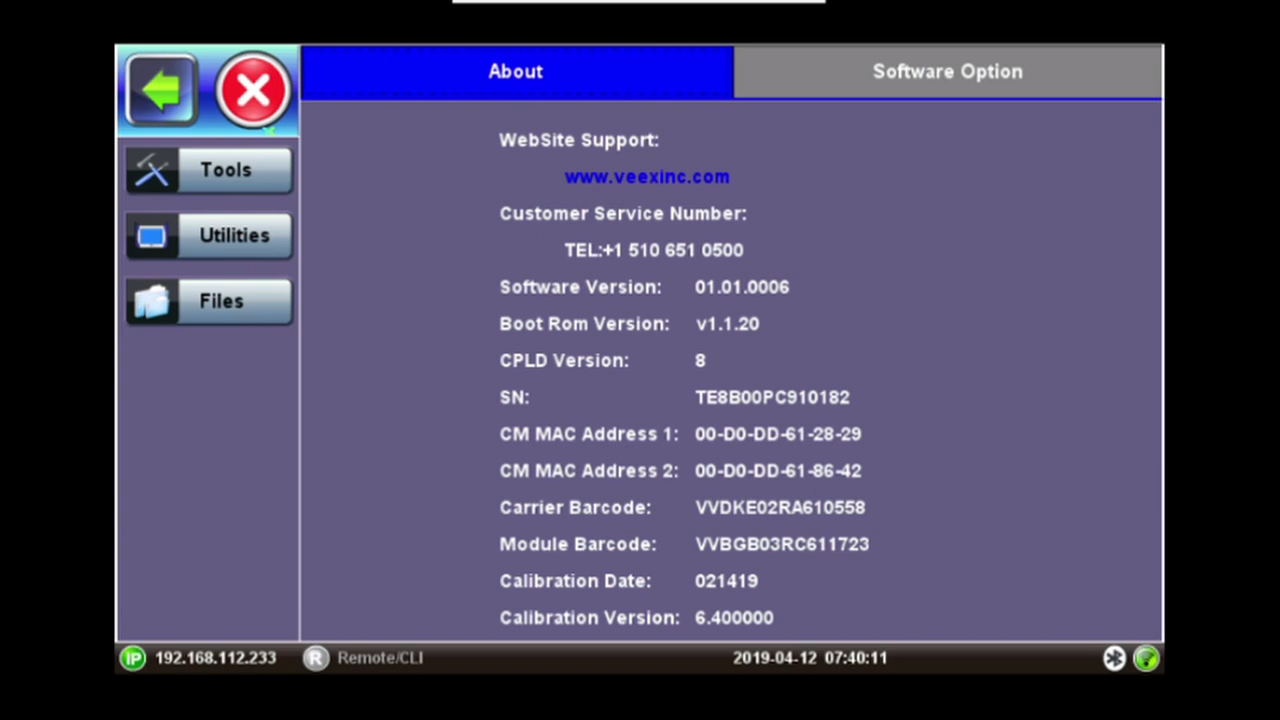 About
Software Option
Tools
Utilities
Files
WebSite Support:
www.veexinc.com
Customer Service Number:
TEL:+1 510 651 0500
Software Version: 01.01.0006
Boot Rom Version: v1.1.20
CPLD Version: 8
SN: TE8B00PC910182
CM MAC Address 1: 00-D0-DD-61-28-29
CM MAC Address 2: 00-D0-DD-61-86-42
Carrier Barcode: VVDKE02RA610558
Module Barcode: VVBGB03RC611723
Calibration Date: 021419
Calibration Version: 6.400000
IP 192.168.112.233 R Remote/CLI 2019-04-12 07:40:11